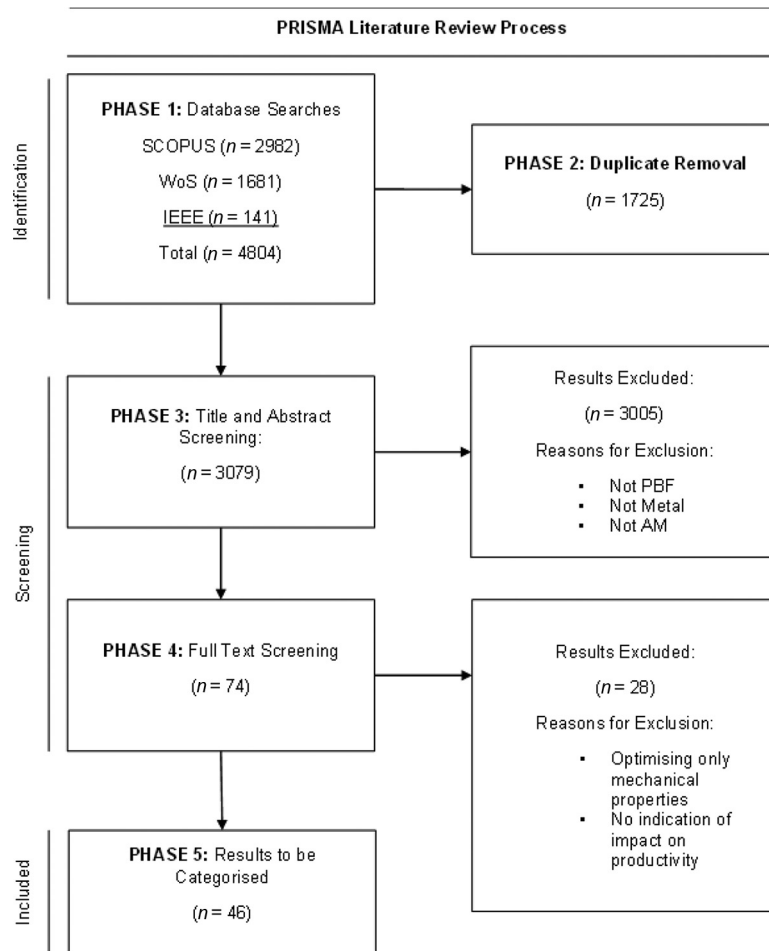 PRISMA Literature Review Process
Identification
PHASE 1: Database Searches
SCOPUS (n = 2982)
WoS (n = 1681)
IEEE (n = 141)
Total (n = 4804)
PHASE 2: Duplicate Removal
(n = 1725)
Screening
PHASE 3: Title and Abstract
Screening:
(n = 3079)
Results Excluded:
(n = 3005)
Reasons for Exclusion:
▪ Not PBF
▪ Not Metal
▪ Not AM
PHASE 4: Full Text Screening
(n = 74)
Results Excluded:
(n = 28)
Reasons for Exclusion:
▪ Optimising only
mechanical
properties
▪ No indication of
impact on
productivity
Included
PHASE 5: Results to be
Categorised
(n = 46)